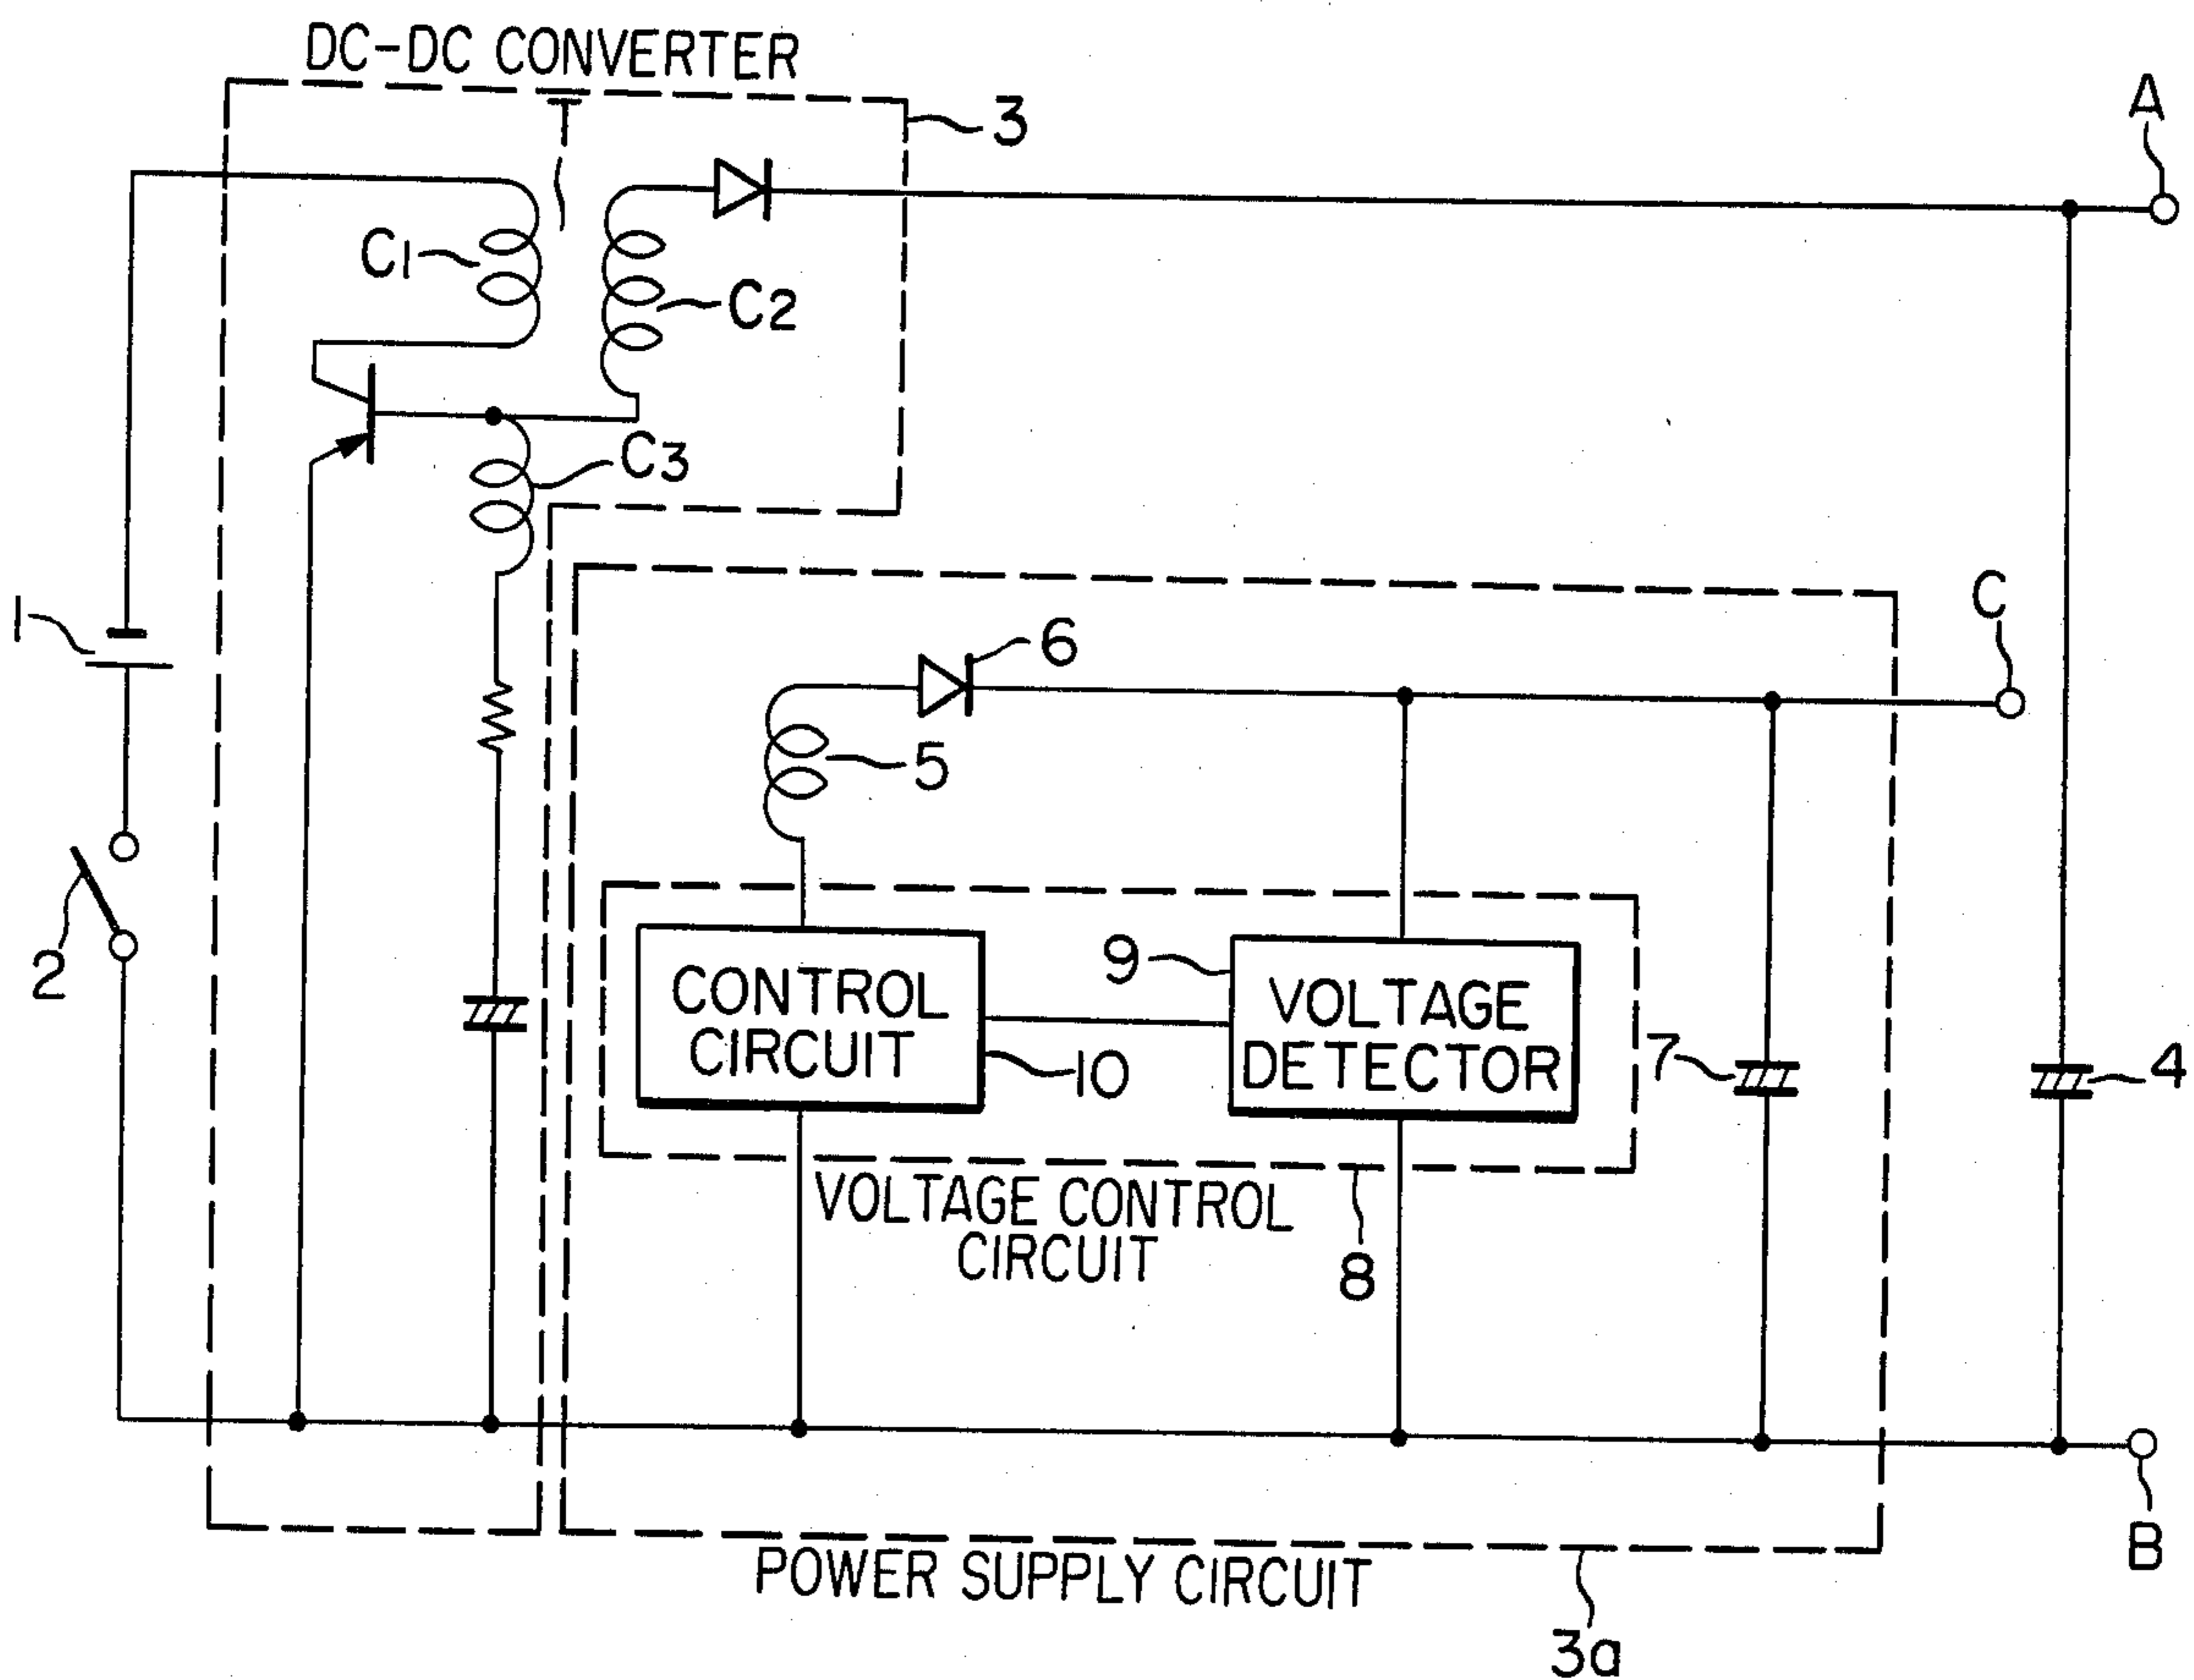 DC-DC CONVERTER
T
3
A
C1
C2
C3
1
C
6
5
2
CONTROL
CIRCUIT
10
9
VOLTAGE
DETECTOR
7
4
VOLTAGE CONTROL
CIRCUIT
8
POWER SUPPLY CIRCUIT
3a
B